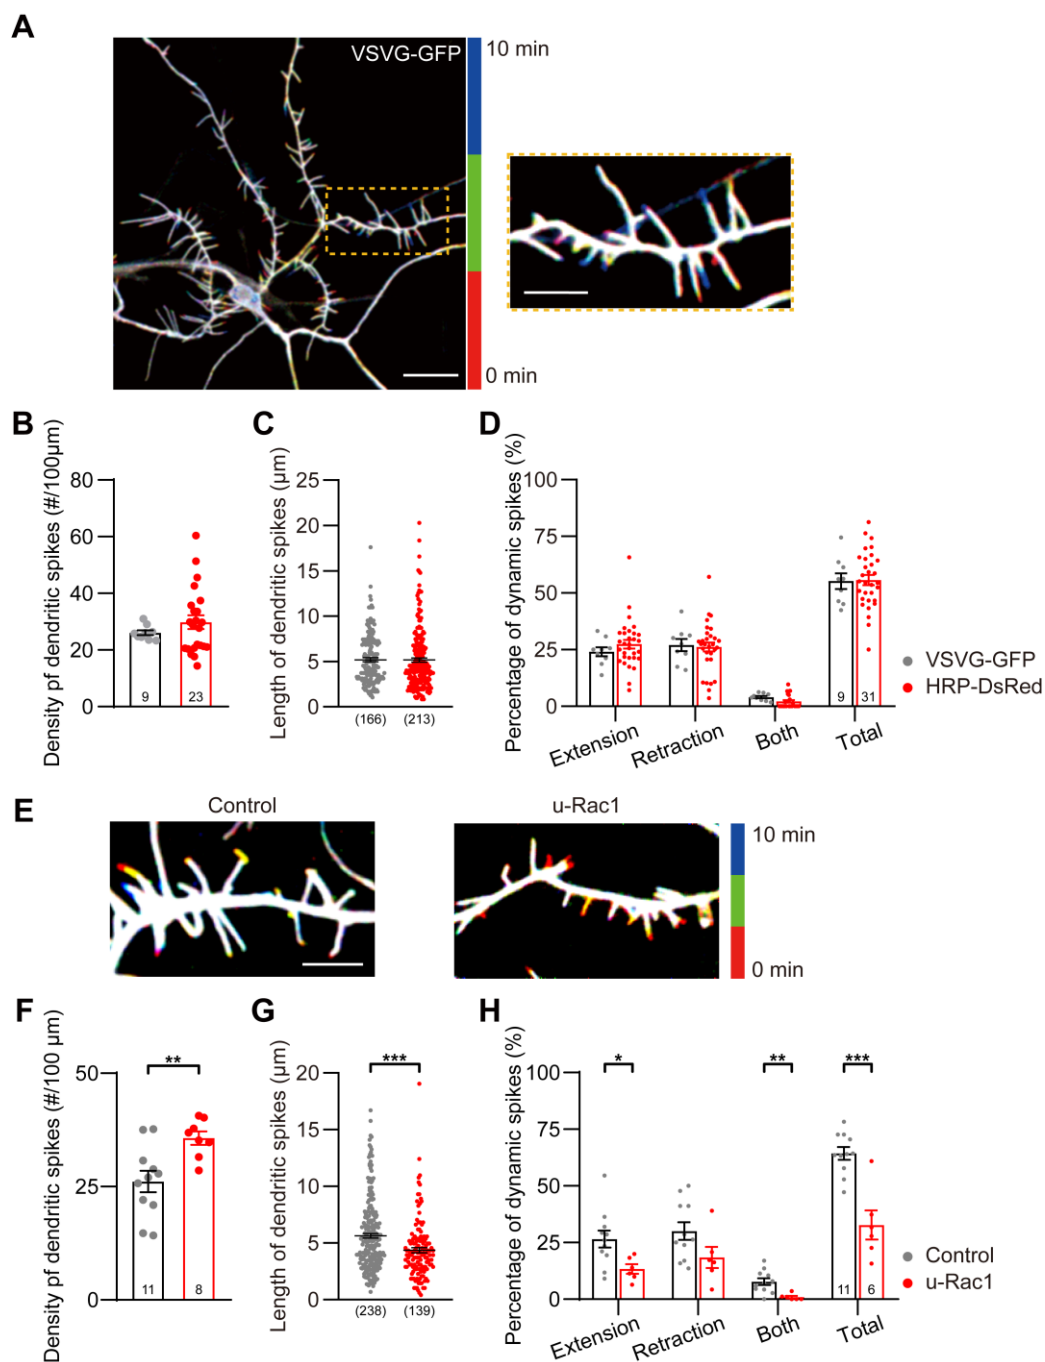 A
VSVG-GFP
10 min
0 min
B
Density pf dendritic spikes (#/100μm)
80
60
40
20
0
9
23
C
Length of dendritic spikes (μm)
25
20
15
10
5
0
(166)
(213)
D
Percentage of dynamic spikes (%)
100
75
50
25
0
9
31
Extension
Retraction
Both
Total
VSVG-GFP
HRP-DsRed
E
Control
u-Rac1
10 min
0 min
F
Density pf dendritic spikes (#/100 μm)
50
25
0
**
11
8
G
Length of dendritic spikes (μm)
20
15
10
5
0
***
(238)
(139)
H
Percentage of dynamic spikes (%)
100
75
50
25
0
*
**
***
11
6
Extension
Retraction
Both
Total
Control
u-Rac1